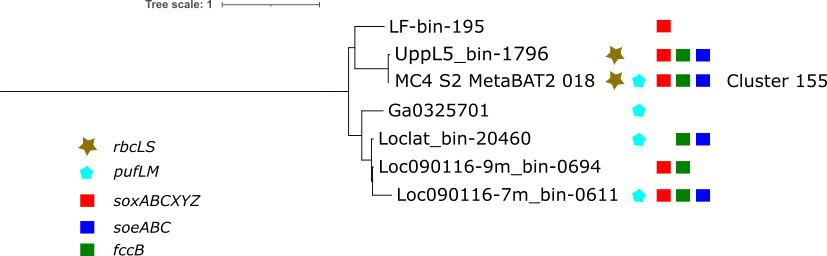 Tree scale: 1
LF-bin-195
UppL5_bin-1796
MC4 S2 MetaBAT2 018 Cluster 155
Ga0325701
Loclat_bin-20460
Loc090116-9m_bin-0694
Loc090116-7m_bin-0611
rbcLS
pufLM
soxABCXYZ
soeABC
fccB